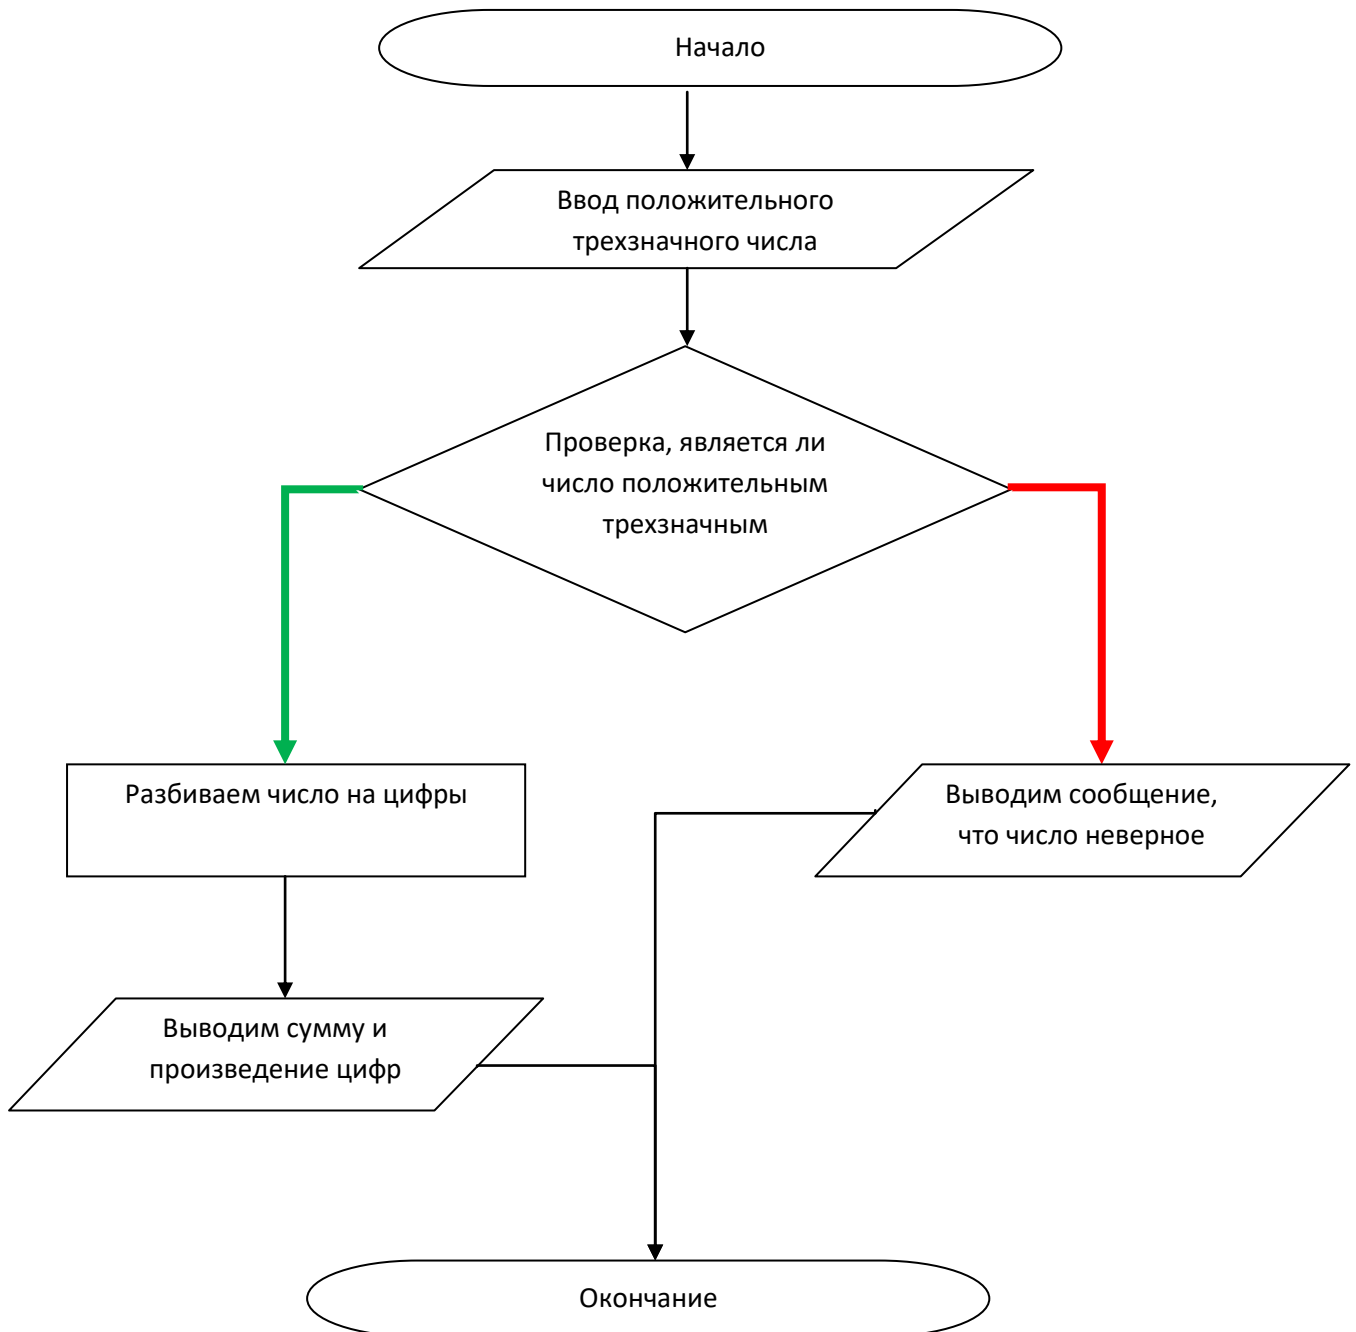 Начало
Ввод положительного
трехзначного числа
Проверка, является ли
число положительным
трехзначным
Разбиваем число на цифры
Выводим сообщение,
что число неверное
Выводим сумму и
произведение цифр
Окончание